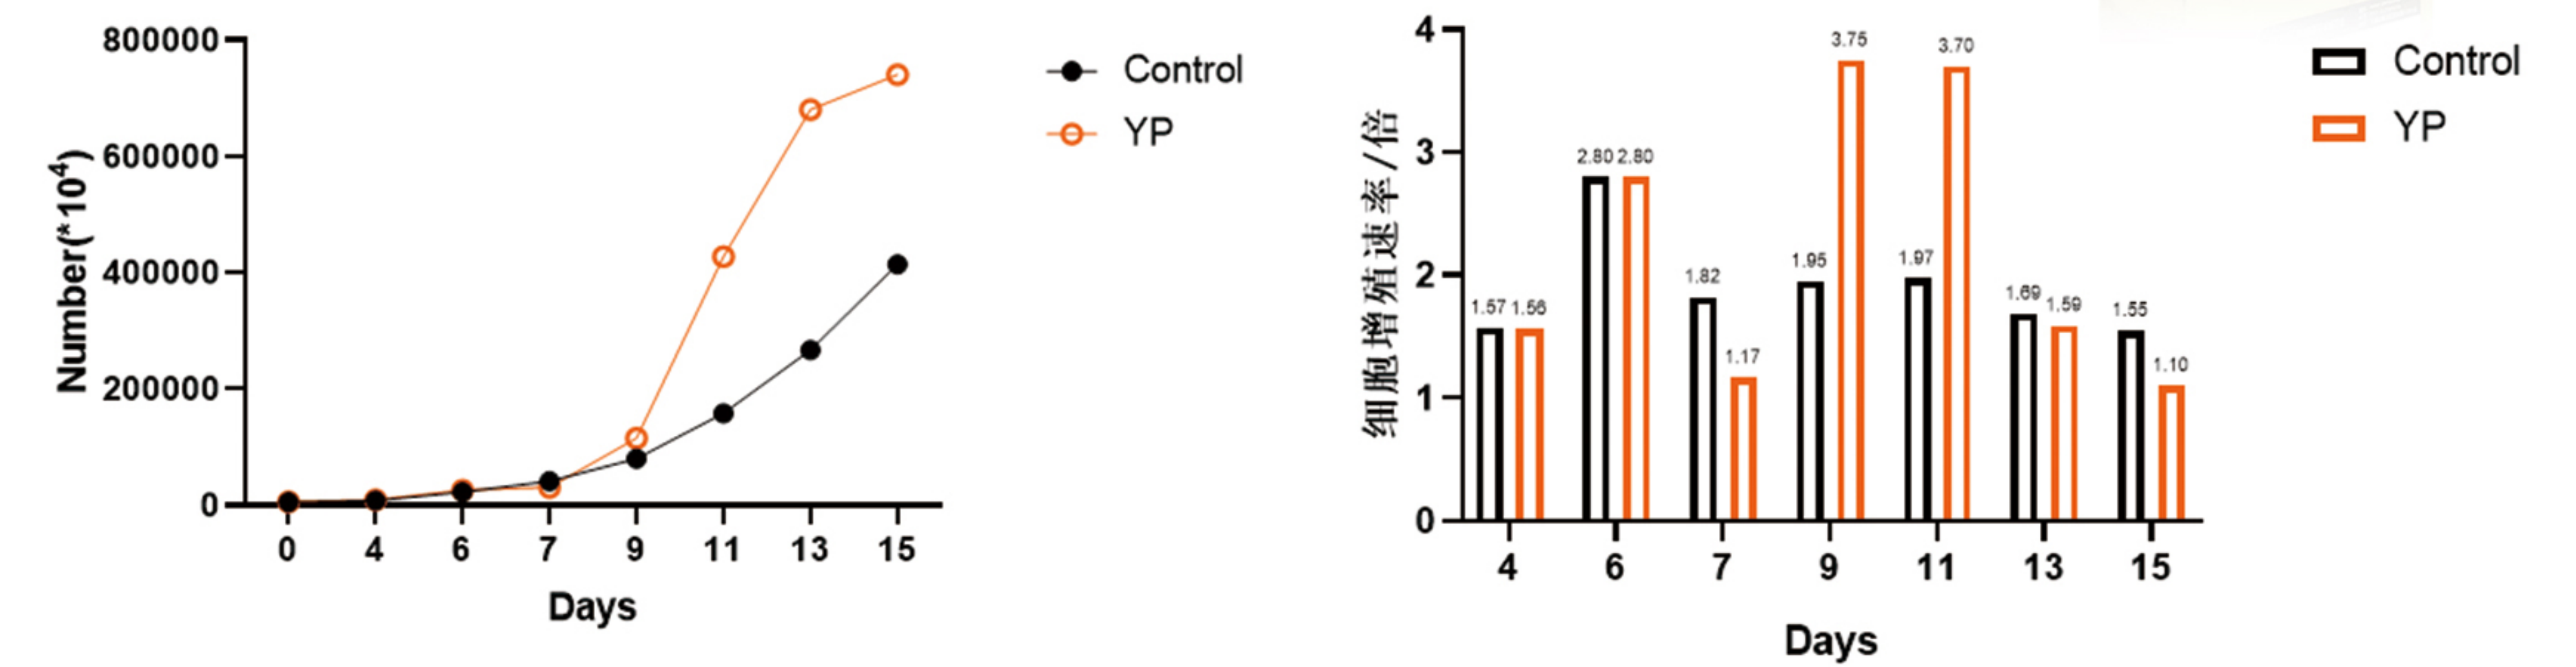 800000
600000
400000
200000
0
Number(*10⁴)
0 4 6 7 9 11 13 15
Days
Control
YP
4
3
2
1
0
细胞增殖速率/倍
1.57 1.56
2.80 2.80
1.82 1.17
1.95 3.75
1.97 3.70
1.69 1.59
1.55 1.10
4 6 7 9 11 13 15
Days
Control
YP